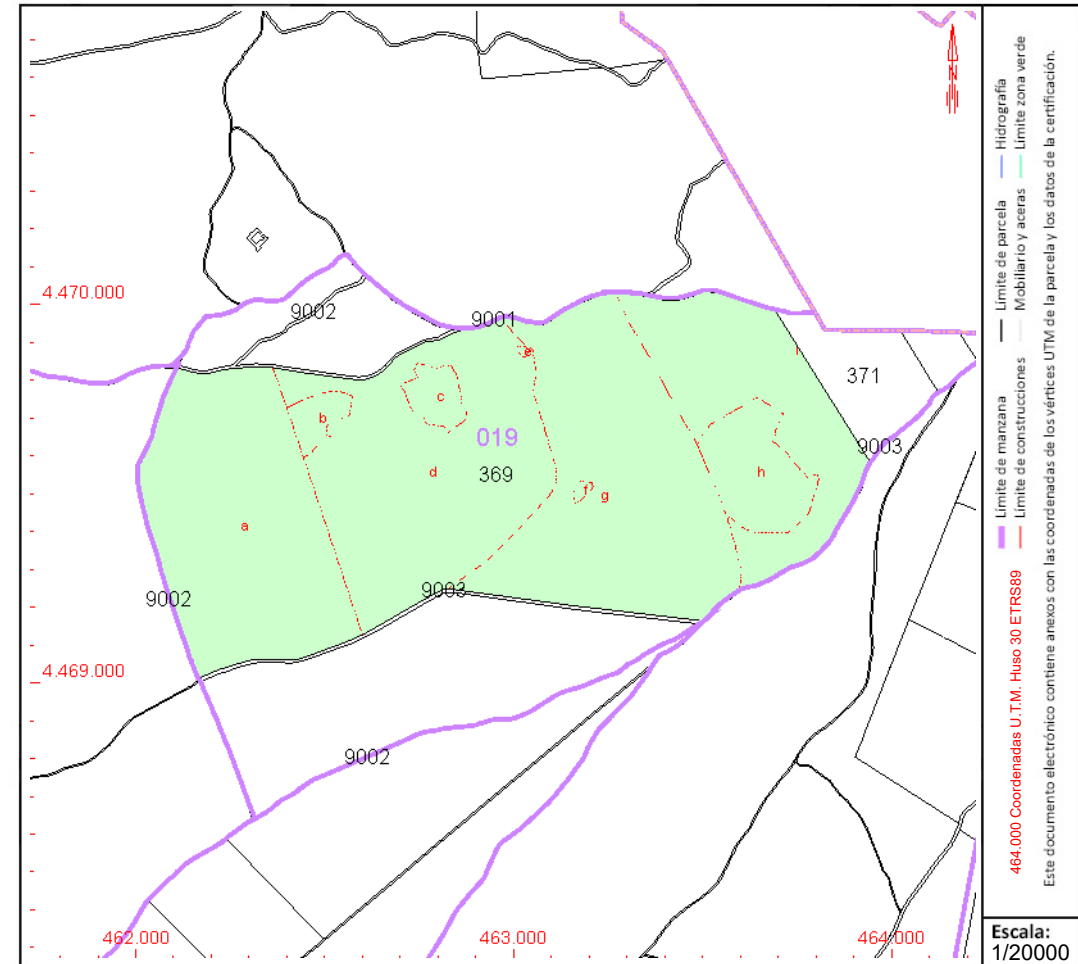 4.470.000
9002
9001
371
b
c
e
019
9003
d
369
h
f
g
a
9003
9002
4.469.000
9002
462.000
463.000
464.000
N
464.000 Coordenadas U.T.M. Huso 30 ETRS89
Límite de manzana
Límite de parcela
Hidrografía
Límite de construcciones
Mobiliario y aceras
Límite zona verde
Este documento electrónico contiene anexos con las coordenadas de los vértices UTM de la parcela y los datos de la certificación.
Escala:
1/20000